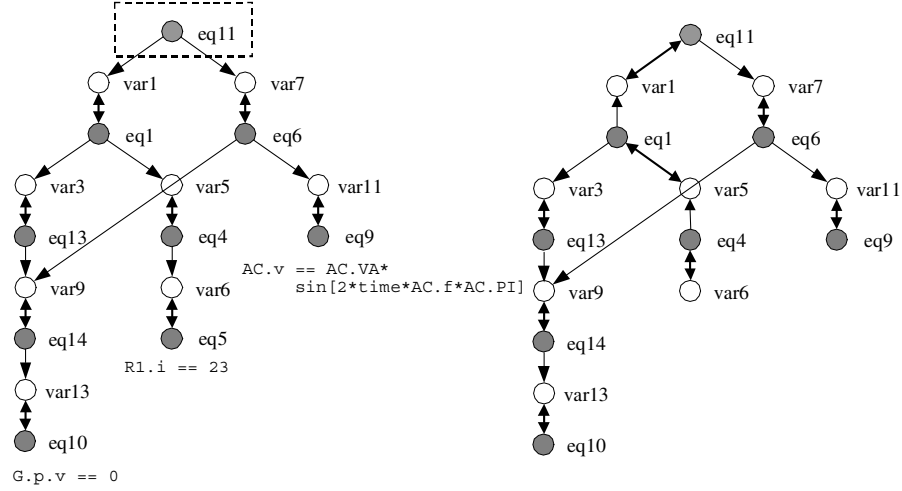 eq11
eq11
var1
var7
var1
var7
eq1
eq6
eq1
eq6
var3
var5
var11
var3
var5
var11
eq13
eq4
eq9
eq13
eq4
eq9
AC.v == AC.VA*
sin[2*time*AC.f*AC.PI]
var9
var6
var9
var6
eq14
eq5
eq14
R1.i == 23
var13
var13
eq10
eq10
G.p.v == 0